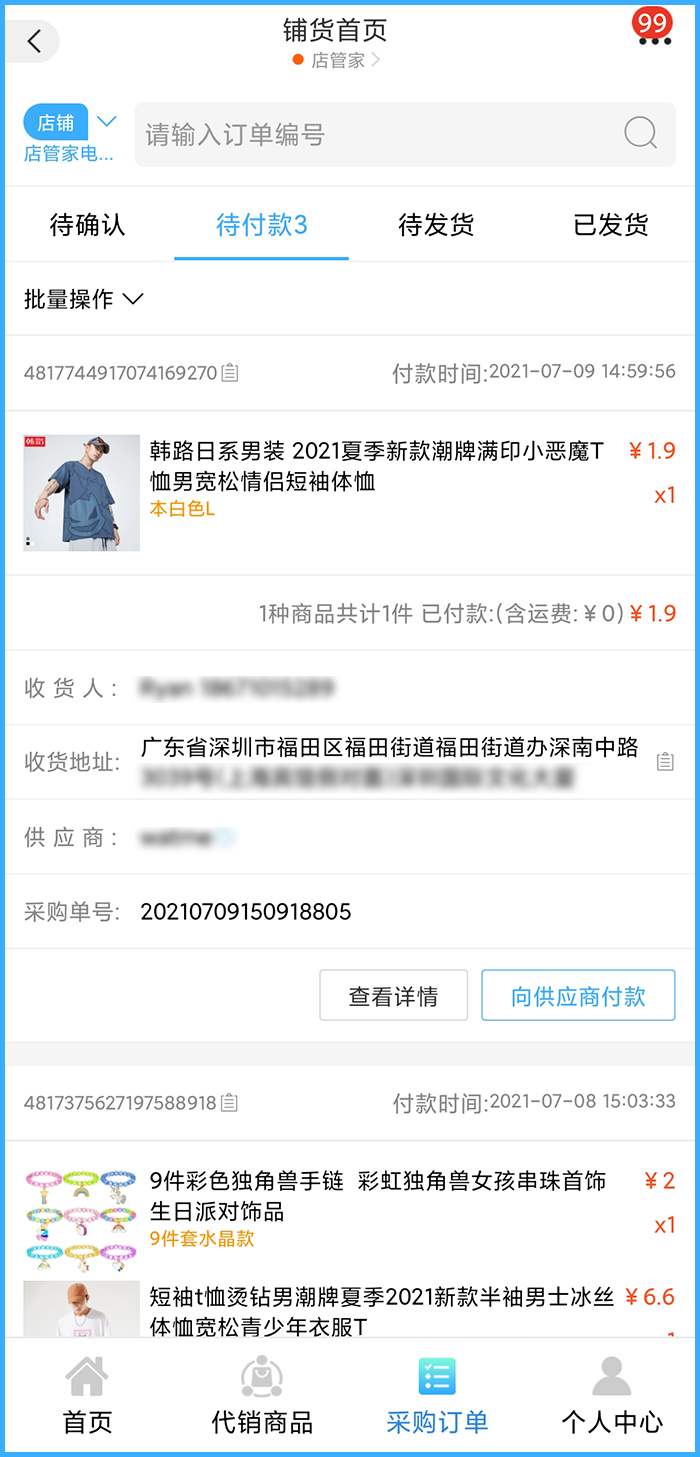 铺货首页
99
店管家
店铺
店管家电...
请输入订单编号
待确认
待付款3
待发货
已发货
批量操作
4817744917074169270
付款时间:2021-07-09 14:59:56
韩路日系男装 2021夏季新款潮牌满印小恶魔T
¥1.9
恤男宽松情侣短袖体恤
x1
本白色L
1种商品共计1件 已付款:(含运费:¥0)¥1.9
收货人:
收货地址:
广东省深圳市福田区福田街道福田街道办深南中路
供应商:
采购单号:
20210709150918805
查看详情
向供应商付款
4817375627197588918
付款时间:2021-07-08 15:03:33
9件彩色独角兽手链 彩虹独角兽女孩串珠首饰
¥2
生日派对饰品
x1
9件套水晶款
短袖t恤烫钻男潮牌夏季2021新款半袖男士冰丝
¥6.6
体恤宽松青少年衣服T
首页
代销商品
采购订单
个人中心